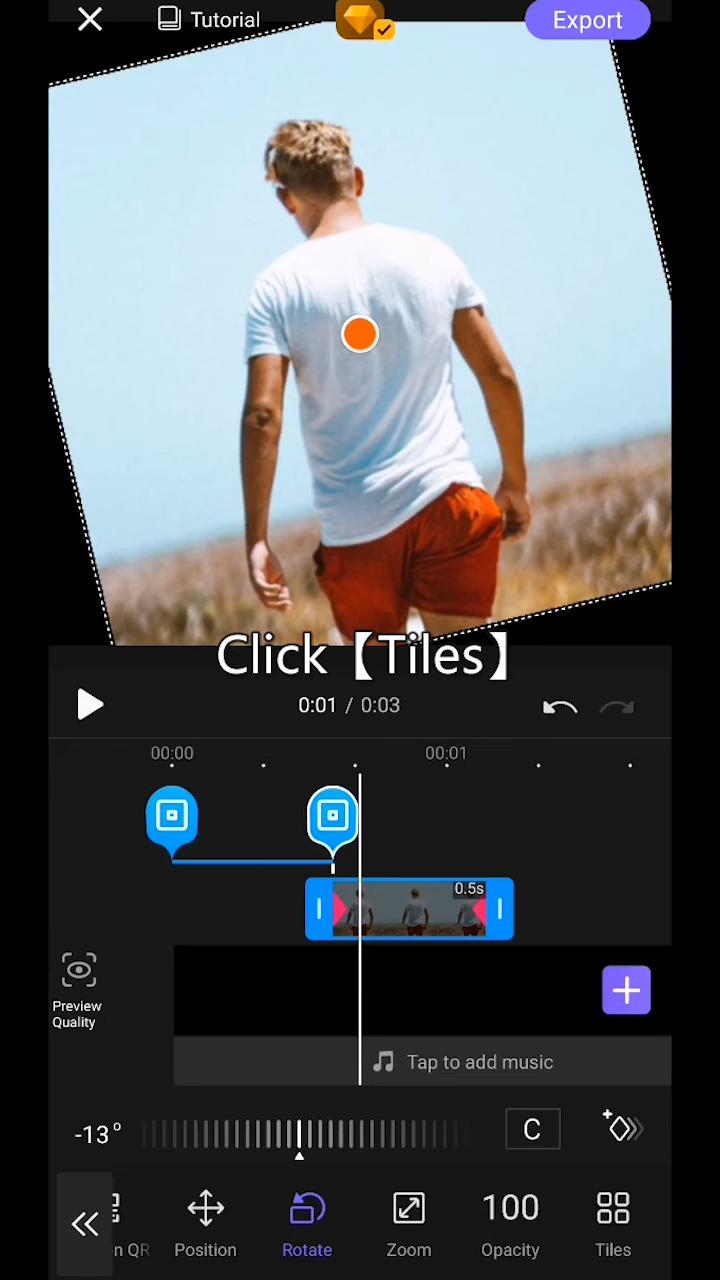 Tutorial
Export
Click【Tiles】
0:01 / 0:03
00:00
00:01
0.5s
Preview
Quality
Tap to add music
-13°
C
n QR
Position
Rotate
Zoom
100
Opacity
Tiles